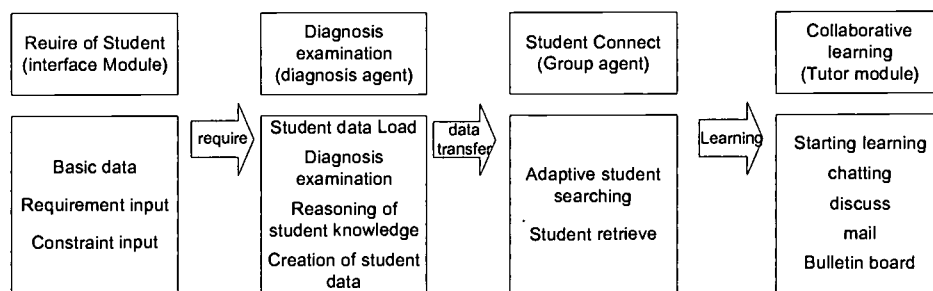 Reuire of Student
(interface Module)
Diagnosis
examination
(diagnosis agent)
Student Connect
(Group agent)
Collaborative
learning
(Tutor module)
Basic data
Requirement input
Constraint input
require
Student data Load
Diagnosis
examination
Reasoning of
student knowledge
Creation of student
data
data
transfer
Adaptive student
searching
Student retrieve
Learning
Starting learning
chatting
discuss
mail
Bulletin board